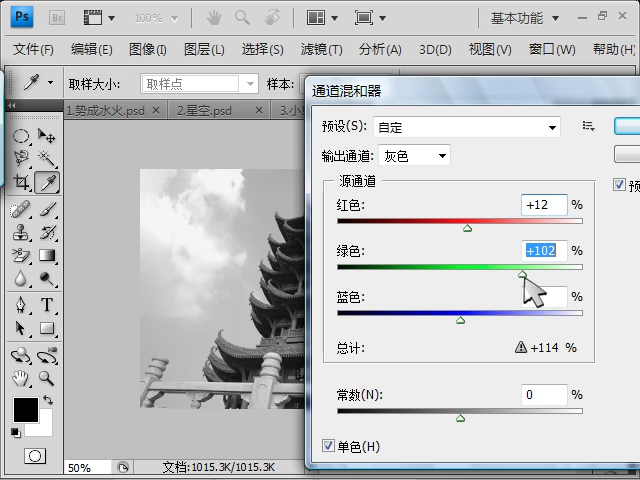 Ps Br 100% 基本功能
文件(F) 编辑(E) 图像(I) 图层(L) 选择(S) 滤镜(T) 分析(A) 3D(D) 视图(V) 窗口(W) 帮助(H)
取样大小: 取样点 样本:
1.势成水火.psd 2.星空.psd 3.小
通道混和器
预设(S): 自定
输出通道: 灰色
预
源通道
红色: +12 %
绿色: +102 %
蓝色: %
总计: +114 %
常数(N): 0 %
单色(H)
T
50% 文档:1015.3K/1015.3K